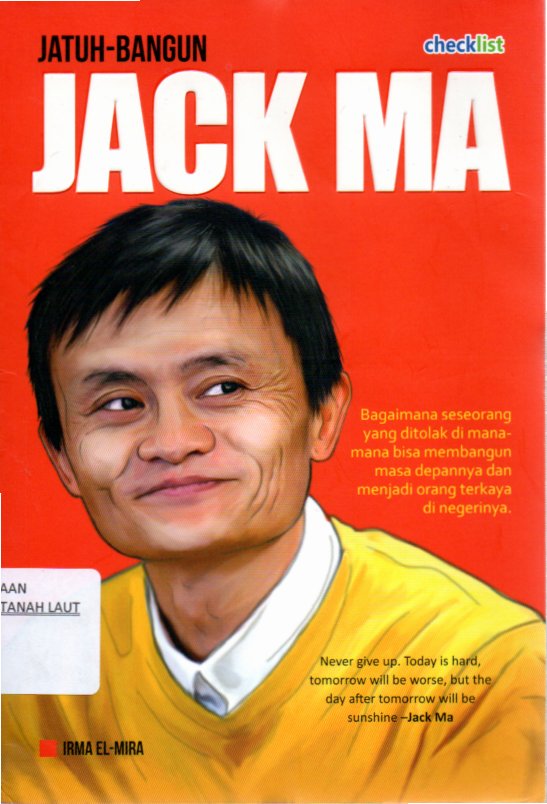 JATUH-BANGUN
checklist
JACK MA
Bagaimana seseorang
yang ditolak di mana-
mana bisa membangun
masa depannya dan
menjadi orang terkaya
di negerinya.
AAN
TANAH LAUT
Never give up. Today is hard,
tomorrow will be worse, but the
day after tomorrow will be
sunshine –Jack Ma
IRMA EL-MIRA